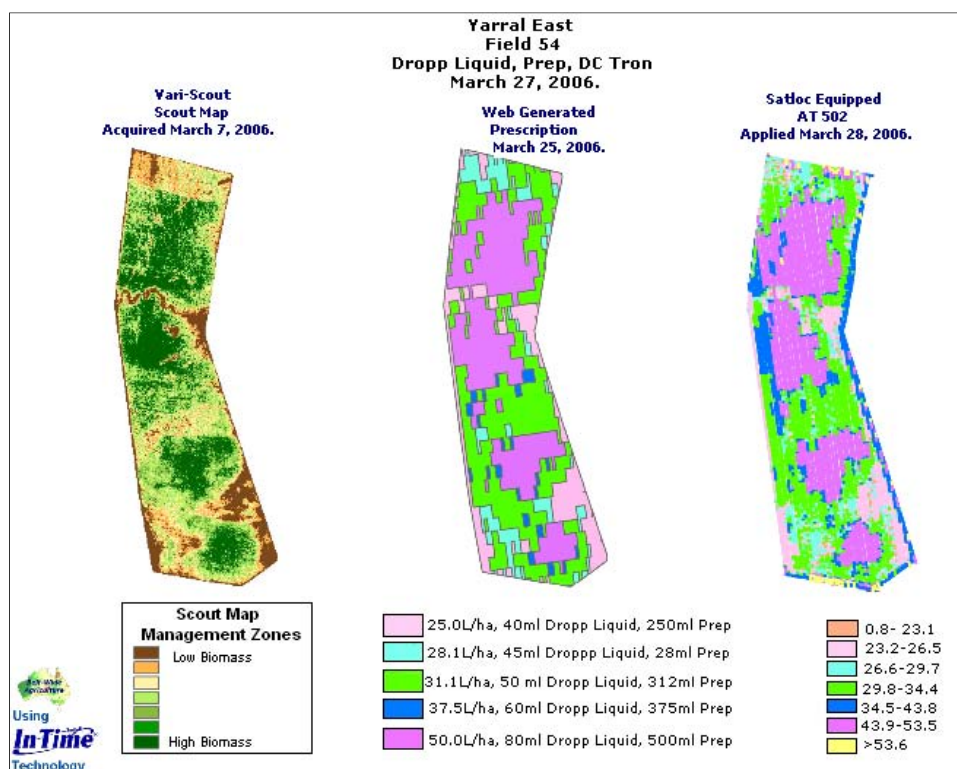 Yarral East
Field 54
Dropp Liquid, Prep, DC Tron
March 27, 2006.
Vari-Scout
Scout Map
Acquired March 7, 2006.
Web Generated
Prescription
March 25, 2006.
Satloc Equipped
AT 502
Applied March 28, 2006.
Scout Map
Management Zones
Low Biomass
High Biomass
25.0L/ha, 40ml Dropp Liquid, 250ml Prep
28.1L/ha, 45ml Droppp Liquid, 28ml Prep
31.1L/ha, 50 ml Dropp Liquid, 312ml Prep
37.5L/ha, 60ml Dropp Liquid, 375ml Prep
50.0L/ha, 80ml Dropp Liquid, 500ml Prep
0.8- 23.1
23.2-26.5
26.6-29.7
29.8-34.4
34.5-43.8
43.9-53.5
>53.6
Belt-Wide
Agriculture
Using
InTime
Technology